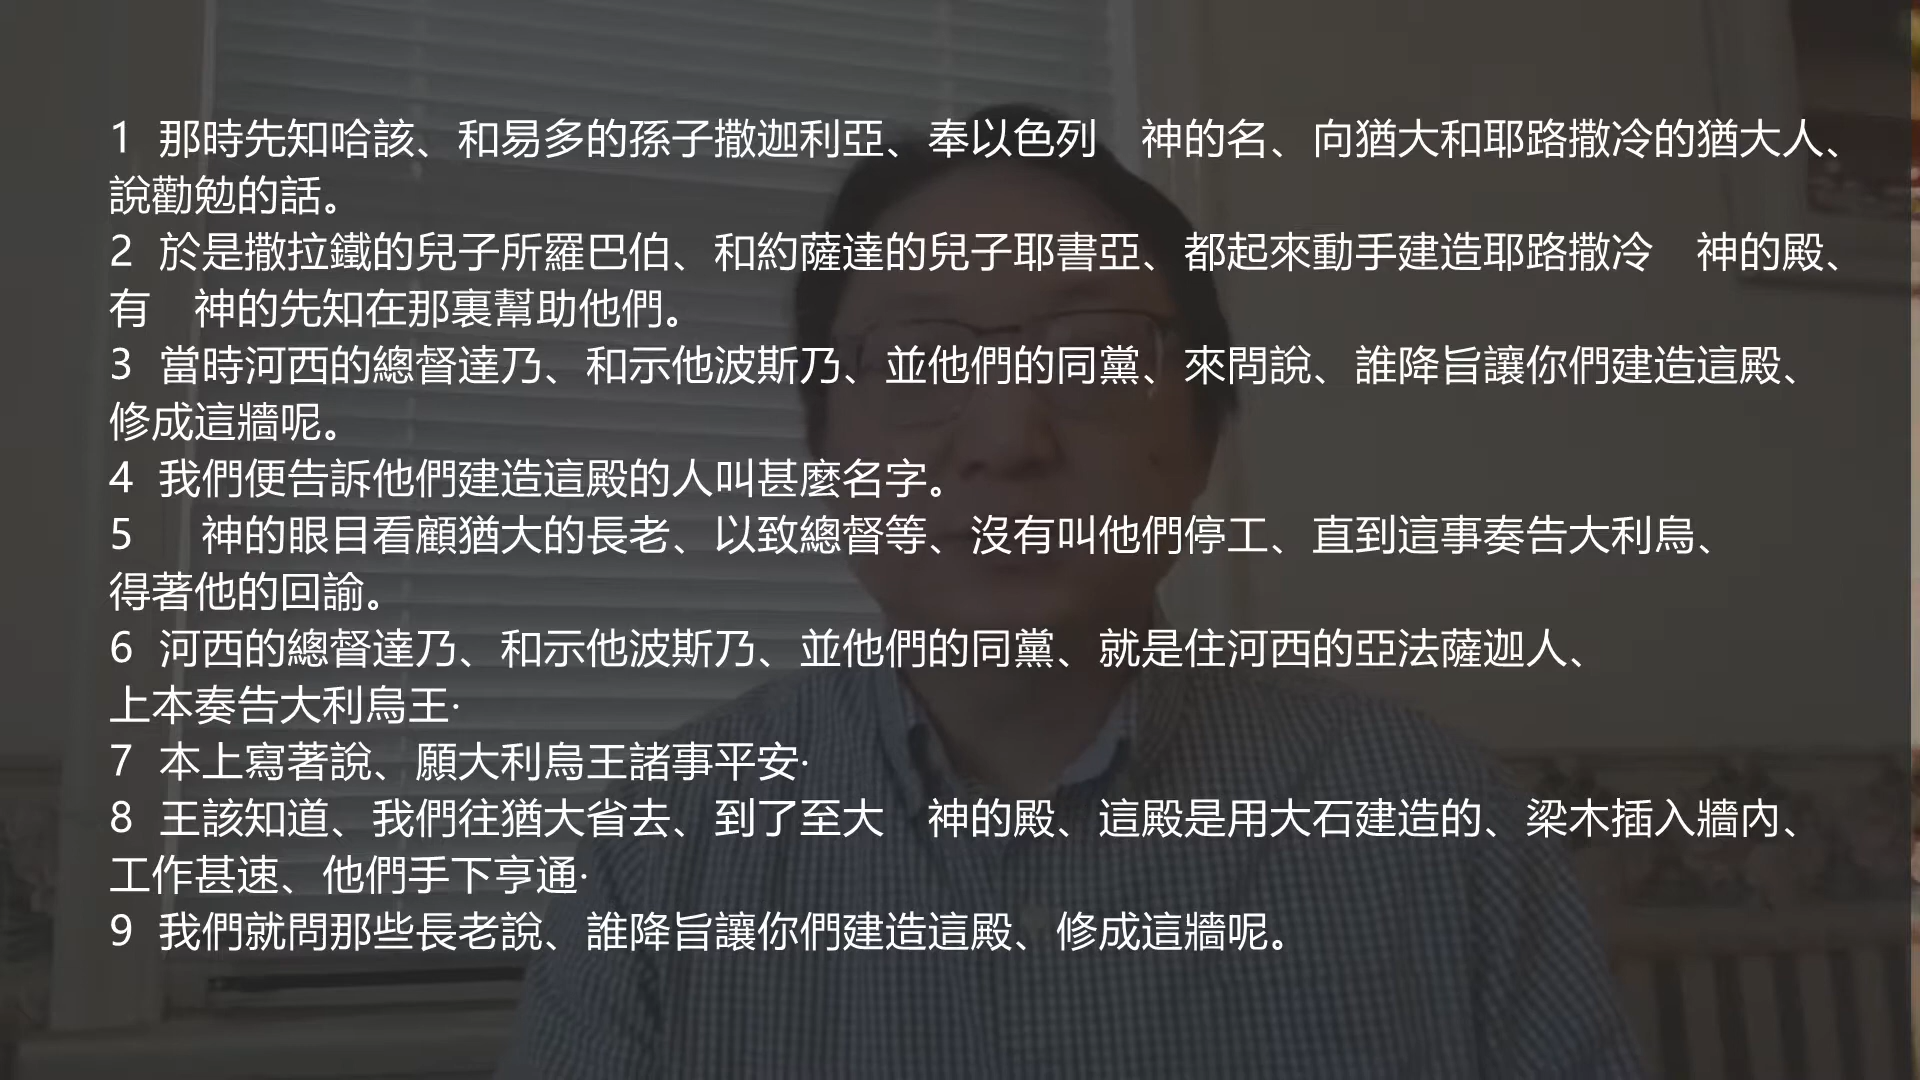 1 那時先知哈該、和易多的孫子撒迦利亞、奉以色列　神的名、向猶大和耶路撒冷的猶大人、
說勸勉的話。
2 於是撒拉鐵的兒子所羅巴伯、和約薩達的兒子耶書亞、都起來動手建造耶路撒冷　神的殿、
有　神的先知在那裏幫助他們。
3 當時河西的總督達乃、和示他波斯乃、並他們的同黨、來問說、誰降旨讓你們建造這殿、
修成這牆呢。
4 我們便告訴他們建造這殿的人叫甚麼名字。
5 　神的眼目看顧猶大的長老、以致總督等、沒有叫他們停工、直到這事奏告大利烏、
得著他的回諭。
6 河西的總督達乃、和示他波斯乃、並他們的同黨、就是住河西的亞法薩迦人、
上本奏告大利烏王·
7 本上寫著說、願大利烏王諸事平安·
8 王該知道、我們往猶大省去、到了至大　神的殿、這殿是用大石建造的、梁木插入牆內、
工作甚速、他們手下亨通·
9 我們就問那些長老說、誰降旨讓你們建造這殿、修成這牆呢。